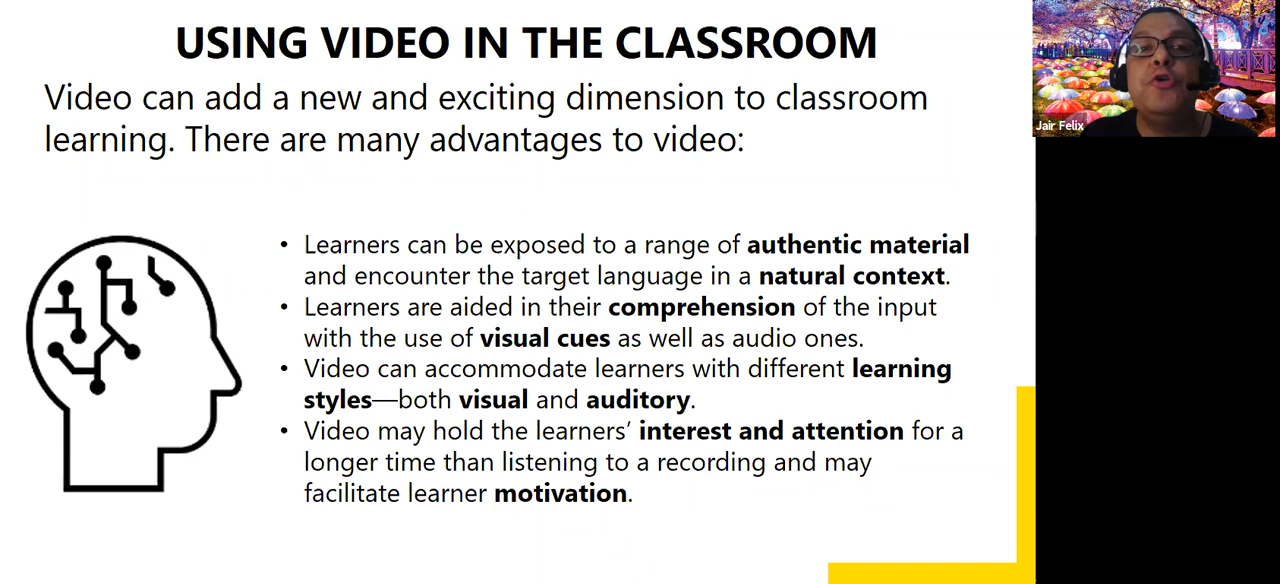 USING VIDEO IN THE CLASSROOM
Video can add a new and exciting dimension to classroom
learning. There are many advantages to video:
• Learners can be exposed to a range of authentic material
and encounter the target language in a natural context.
• Learners are aided in their comprehension of the input
with the use of visual cues as well as audio ones.
• Video can accommodate learners with different learning
styles—both visual and auditory.
• Video may hold the learners’ interest and attention for a
longer time than listening to a recording and may
facilitate learner motivation.
Jair Felix